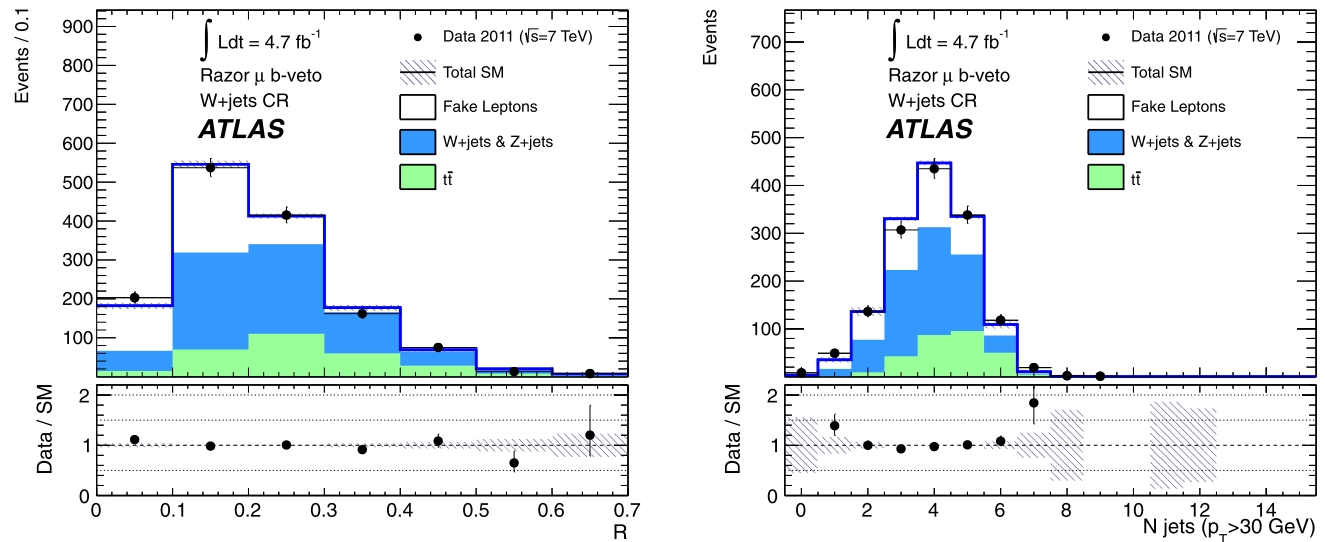 Events / 0.1
900
800
700
600
500
400
300
200
100
∫ Ldt = 4.7 fb⁻¹
Razor μ b-veto
W+jets CR
ATLAS
Data 2011 (√s=7 TeV)
Total SM
Fake Leptons
W+jets & Z+jets
tt̄
Data / SM
2
1
0
0 0.1 0.2 0.3 0.4 0.5 0.6 0.7
R
Events
700
600
500
400
300
200
100
∫ Ldt = 4.7 fb⁻¹
Razor μ b-veto
W+jets CR
ATLAS
Data 2011 (√s=7 TeV)
Total SM
Fake Leptons
W+jets & Z+jets
tt̄
Data / SM
2
1
0
0 2 4 6 8 10 12 14
N jets (p_T>30 GeV)